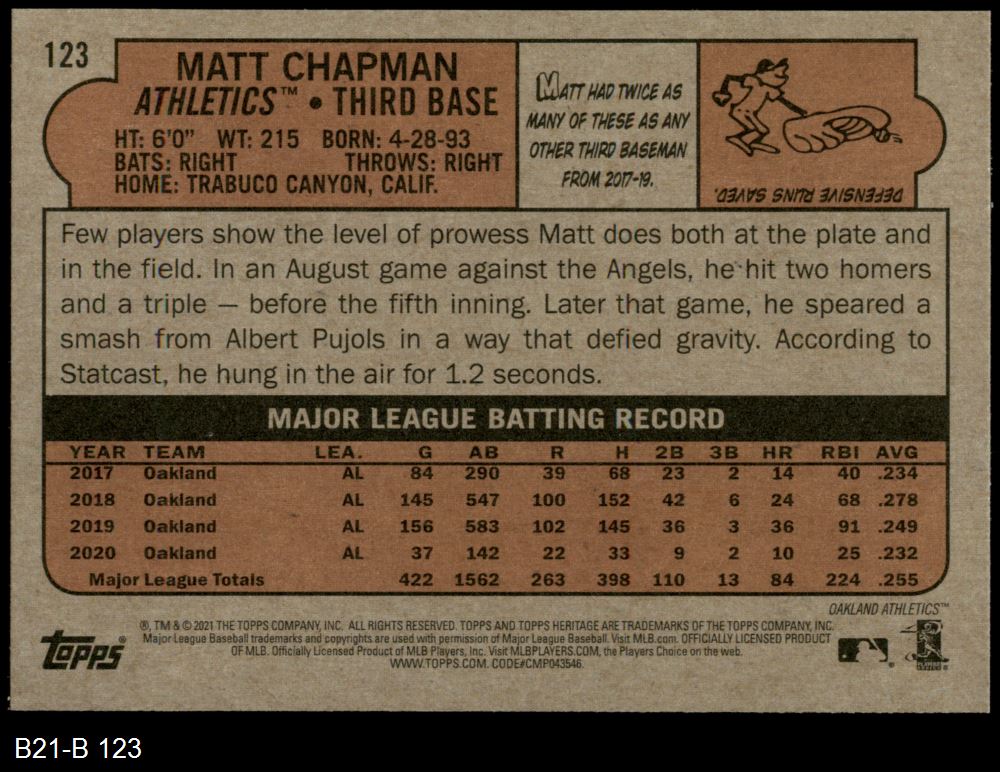 123
MATT CHAPMAN
ATHLETICS™ • THIRD BASE
HT: 6'0" WT: 215 BORN: 4-28-93
BATS: RIGHT THROWS: RIGHT
HOME: TRABUCO CANYON, CALIF.
MATT HAD TWICE AS
MANY OF THESE AS ANY
OTHER THIRD BASEMAN
FROM 2017-19.
DEFENSIVE RUNS SAVED.
Few players show the level of prowess Matt does both at the plate and
in the field. In an August game against the Angels, he hit two homers
and a triple — before the fifth inning. Later that game, he speared a
smash from Albert Pujols in a way that defied gravity. According to
Statcast, he hung in the air for 1.2 seconds.
MAJOR LEAGUE BATTING RECORD
YEAR TEAM LEA. G AB R H 2B 3B HR RBI AVG
2017 Oakland AL 84 290 39 68 23 2 14 40 .234
2018 Oakland AL 145 547 100 152 42 6 24 68 .278
2019 Oakland AL 156 583 102 145 36 3 36 91 .249
2020 Oakland AL 37 142 22 33 9 2 10 25 .232
Major League Totals 422 1562 263 398 110 13 84 224 .255
OAKLAND ATHLETICS™
®, TM & © 2021 THE TOPPS COMPANY, INC. ALL RIGHTS RESERVED. TOPPS AND TOPPS HERITAGE ARE TRADEMARKS OF THE TOPPS COMPANY, INC.
Major League Baseball trademarks and copyrights are used with permission of Major League Baseball. Visit MLB.com. OFFICIALLY LICENSED PRODUCT
OF MLB. Officially Licensed Product of MLB Players, Inc. Visit MLBPLAYERS.COM, the Players Choice on the web.
WWW.TOPPS.COM. CODE#CMP043546.
Topps®
B21-B 123